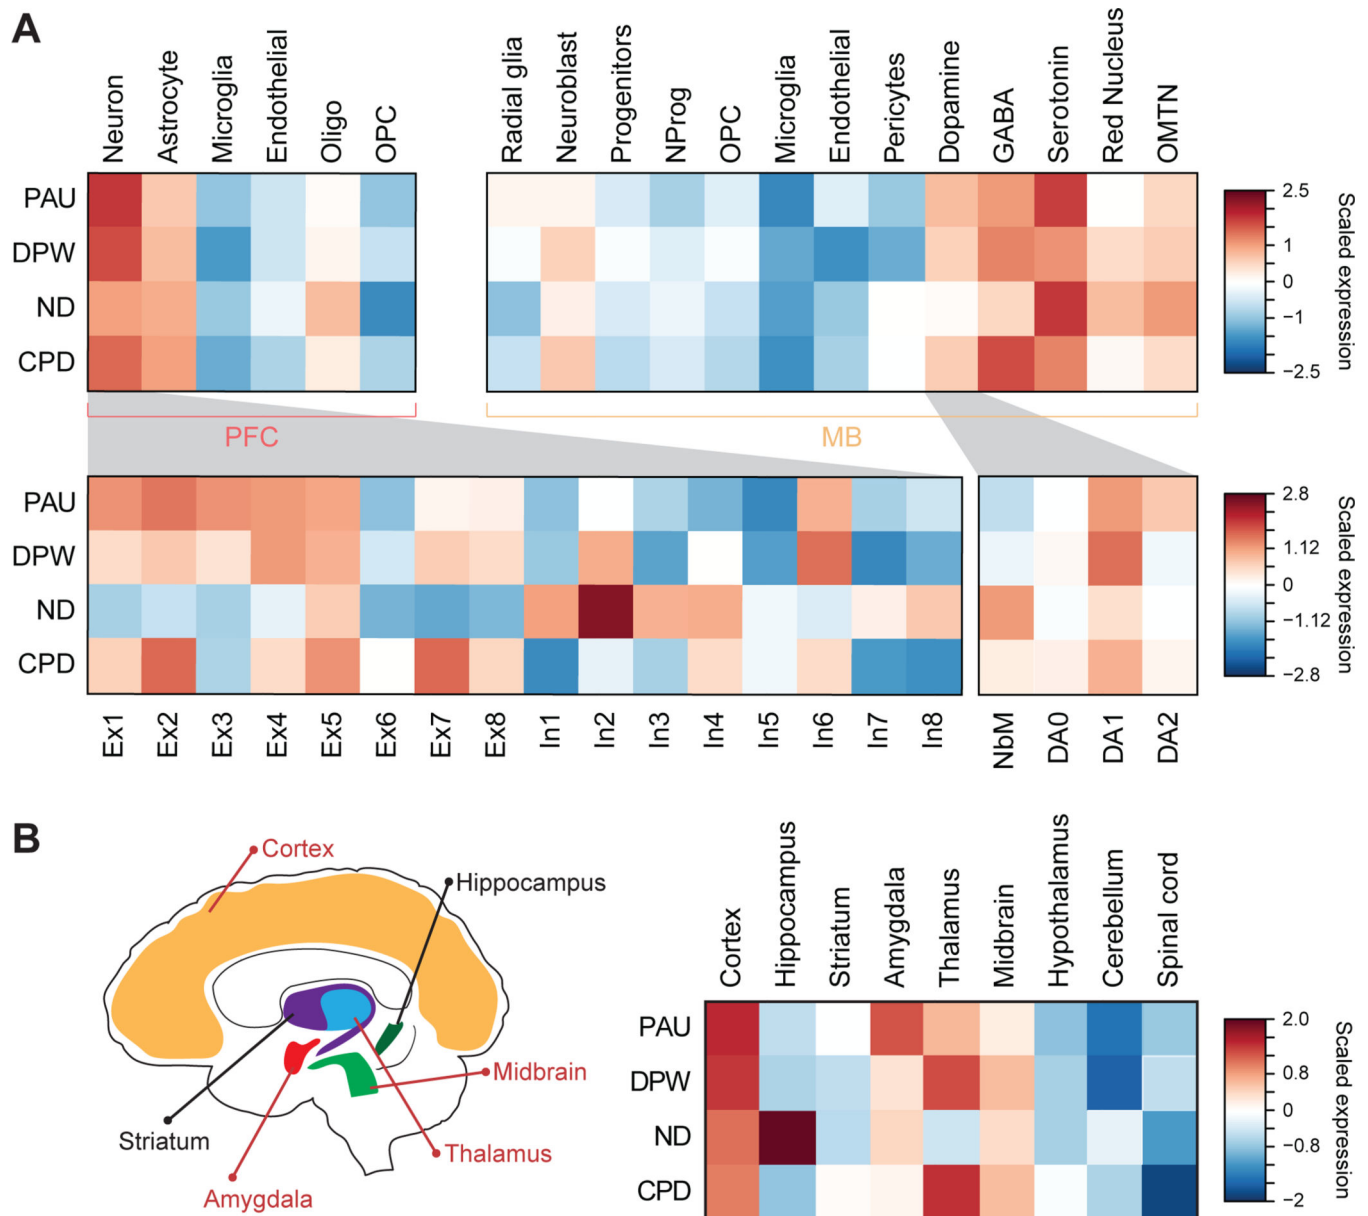 A
Neuron Astrocyte Microglia Endothelial Oligo OPC Radial glia Neuroblast Progenitors NProg OPC Microglia Endothelial Pericytes Dopamine GABA Serotonin Red Nucleus OMTN
PAU
DPW
ND
CPD
2.5
1
0
−1
−2.5
Scaled expression
PFC MB
PAU
DPW
ND
CPD
2.8
1.12
0
−1.12
−2.8
Scaled expression
Ex1 Ex2 Ex3 Ex4 Ex5 Ex6 Ex7 Ex8 In1 In2 In3 In4 In5 In6 In7 In8 NbM DA0 DA1 DA2
B
Cortex
Hippocampus
Midbrain
Striatum
Thalamus
Amygdala
Cortex Hippocampus Striatum Amygdala Thalamus Midbrain Hypothalamus Cerebellum Spinal cord
PAU
DPW
ND
CPD
2.0
0.8
0
−0.8
−2
Scaled expression